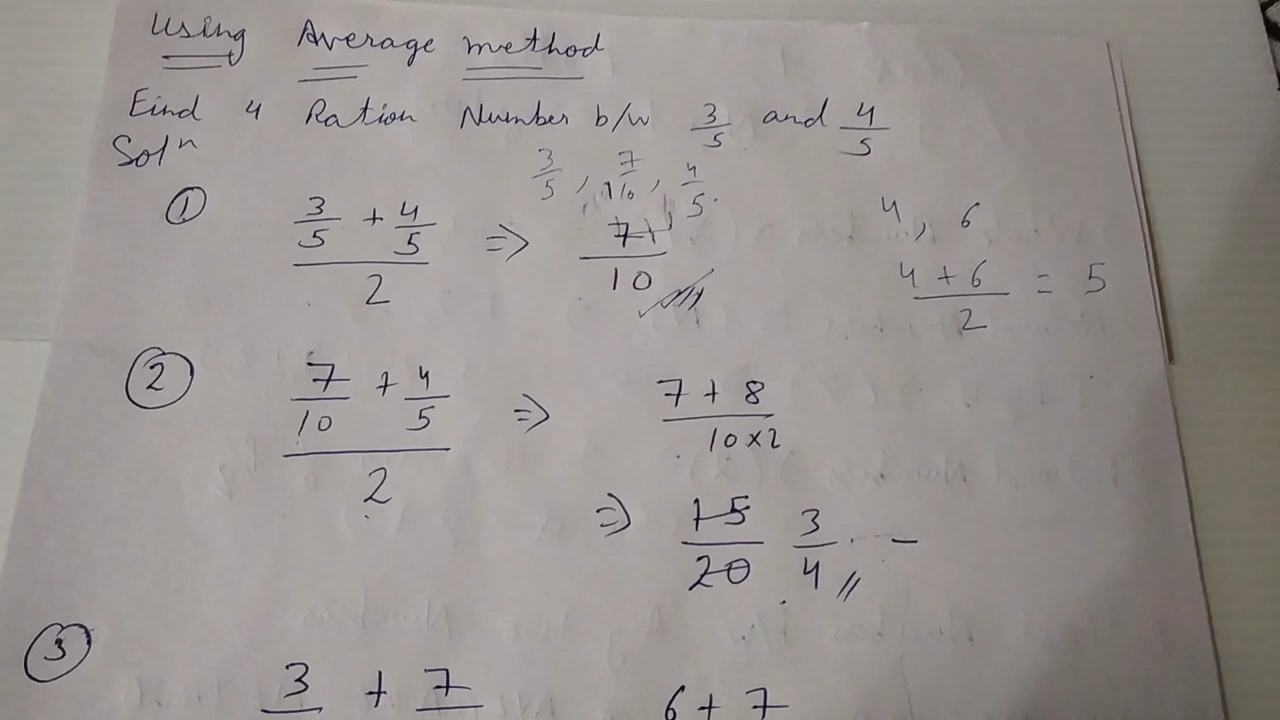 Using Average method
Find 4 Ration Number b/w 3/5 and 4/5
Solⁿ
3/5, 7/10, 4/5.
① (3/5 + 4/5)/2 ⇒ 7/10
4, 6
(4 + 6)/2 = 5
② (7/10 + 4/5)/2 ⇒ (7 + 8)/(10×2)
⇒ 15/20 3/4 //
③ 3 + 7 6 + 7